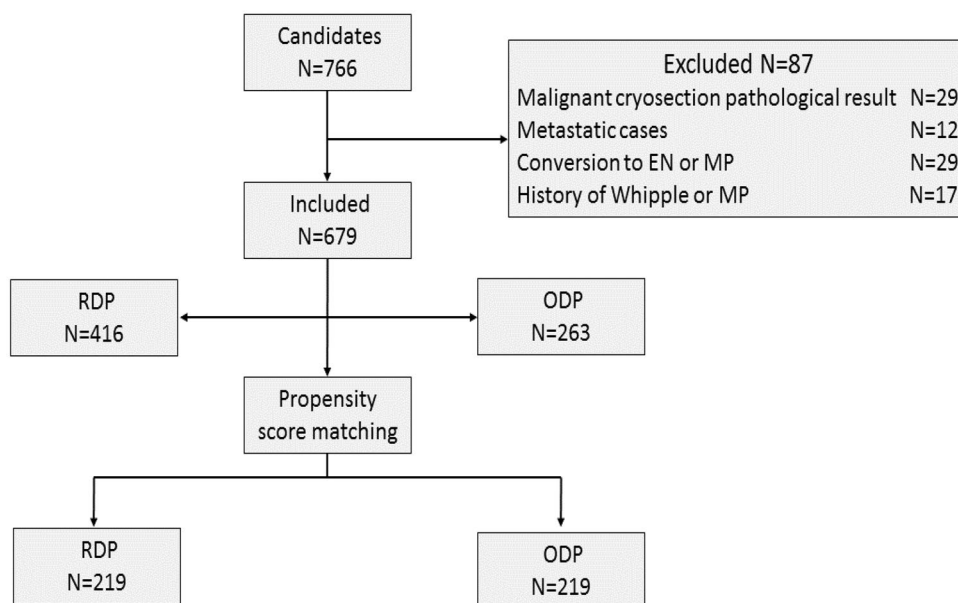 Candidates
N=766
Excluded N=87
Malignant cryosection pathological result N=29
Metastatic cases N=12
Conversion to EN or MP N=29
History of Whipple or MP N=17
Included
N=679
RDP
N=416
ODP
N=263
Propensity
score matching
RDP
N=219
ODP
N=219